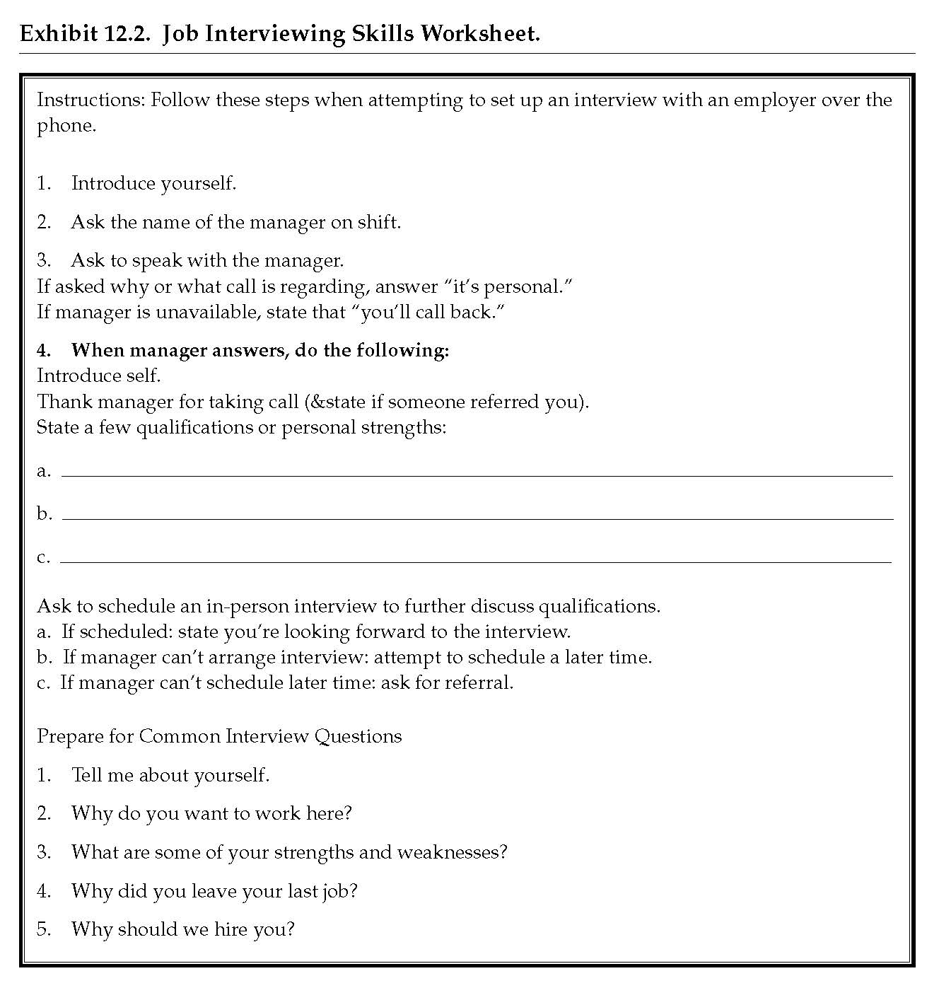 Exhibit 12.2. Job Interviewing Skills Worksheet.
Instructions: Follow these steps when attempting to set up an interview with an employer over the
phone.
1. Introduce yourself.
2. Ask the name of the manager on shift.
3. Ask to speak with the manager.
If asked why or what call is regarding, answer “it’s personal.”
If manager is unavailable, state that “you’ll call back.”
4. When manager answers, do the following:
Introduce self.
Thank manager for taking call (&state if someone referred you).
State a few qualifications or personal strengths:
a.
b.
c.
Ask to schedule an in-person interview to further discuss qualifications.
a. If scheduled: state you’re looking forward to the interview.
b. If manager can’t arrange interview: attempt to schedule a later time.
c. If manager can’t schedule later time: ask for referral.
Prepare for Common Interview Questions
1. Tell me about yourself.
2. Why do you want to work here?
3. What are some of your strengths and weaknesses?
4. Why did you leave your last job?
5. Why should we hire you?